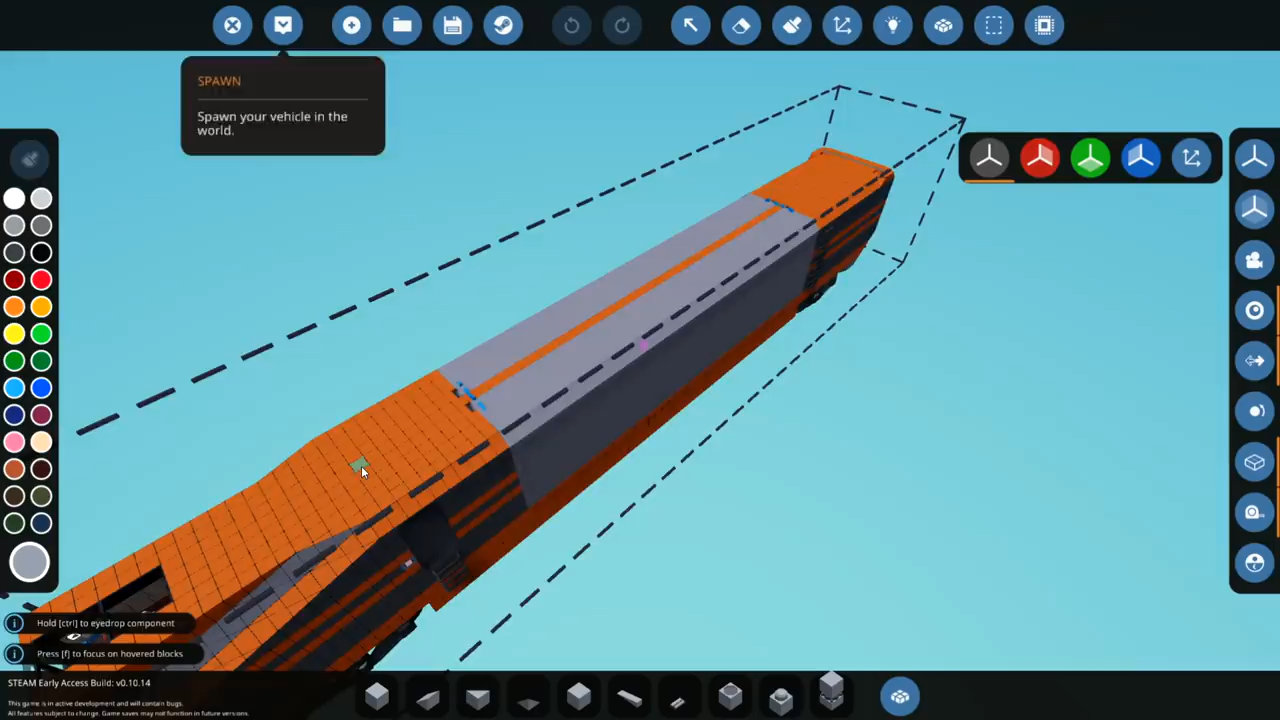 SPAWN
Spawn your vehicle in the
world.
Hold [ctrl] to eyedrop component
Press [f] to focus on hovered blocks
STEAM Early Access Build: v0.10.14
This game is in active development and will contain bugs.
All features subject to change. Game saves may not function in future versions.